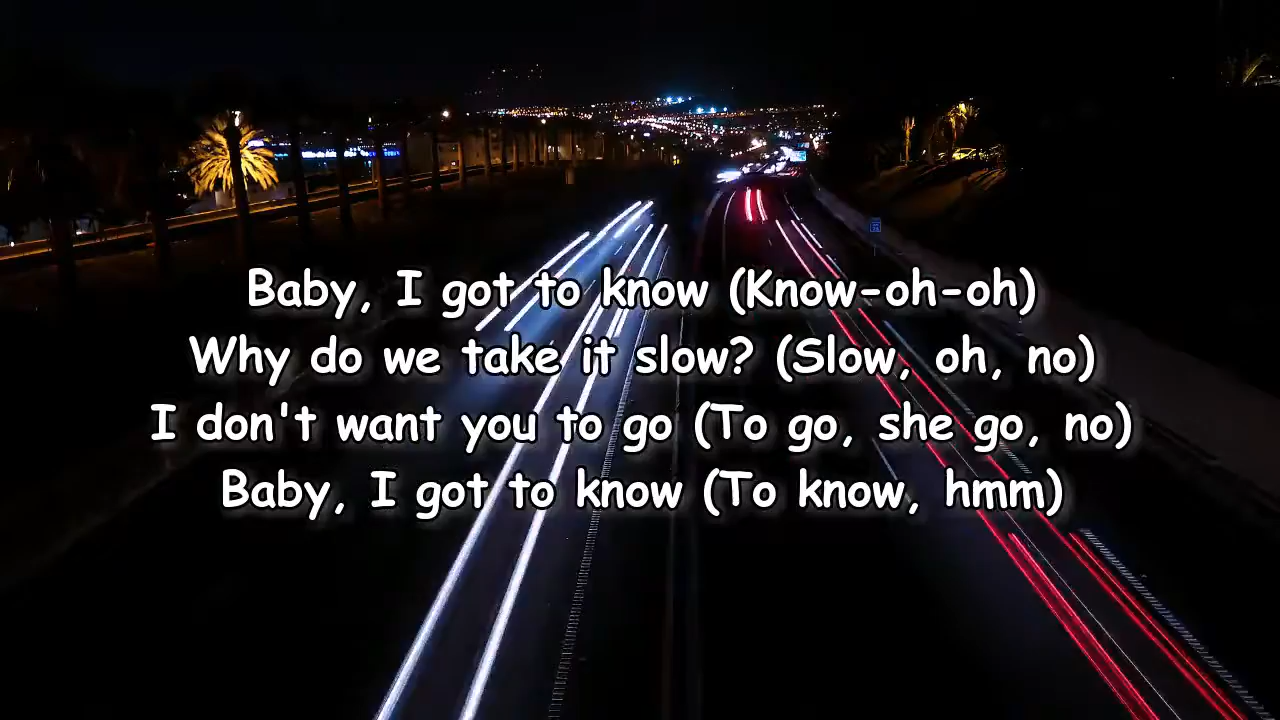 Baby, I got to know (Know-oh-oh)
Why do we take it slow? (Slow, oh, no)
I don't want you to go (To go, she go, no)
Baby, I got to know (To know, hmm)